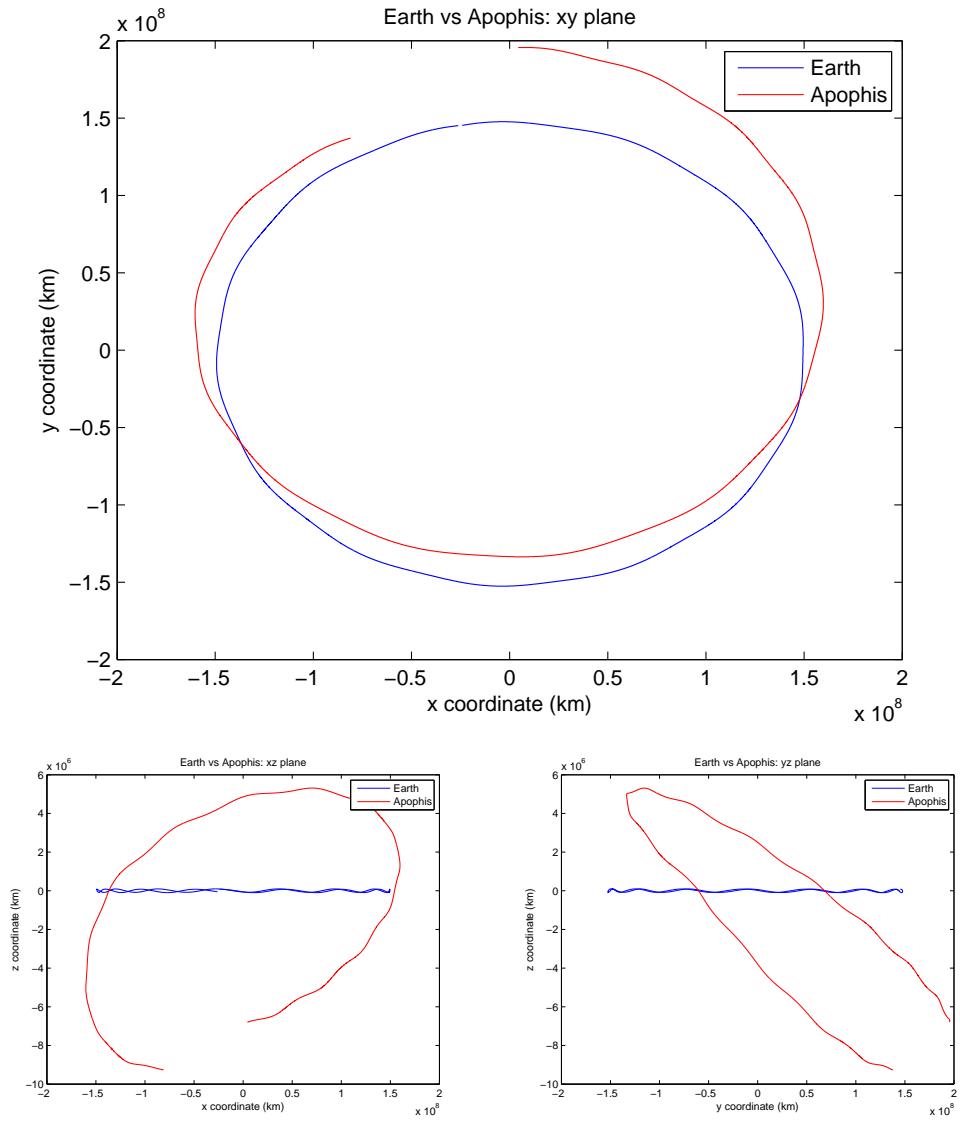 Earth vs Apophis: xy plane
x 10^8
2
1.5
1
0.5
0
−0.5
−1
−1.5
−2
y coordinate (km)
Earth
Apophis
−2 −1.5 −1 −0.5 0 0.5 1 1.5 2
x coordinate (km)
x 10^8
Earth vs Apophis: xz plane
x 10^6
6
4
2
0
−2
−4
−6
−8
−10
z coordinate (km)
Earth
Apophis
−2 −1.5 −1 −0.5 0 0.5 1 1.5 2
x coordinate (km)
x 10^8
Earth vs Apophis: yz plane
x 10^6
6
4
2
0
−2
−4
−6
−8
−10
z coordinate (km)
Earth
Apophis
−2 −1.5 −1 −0.5 0 0.5 1 1.5 2
y coordinate (km)
x 10^8